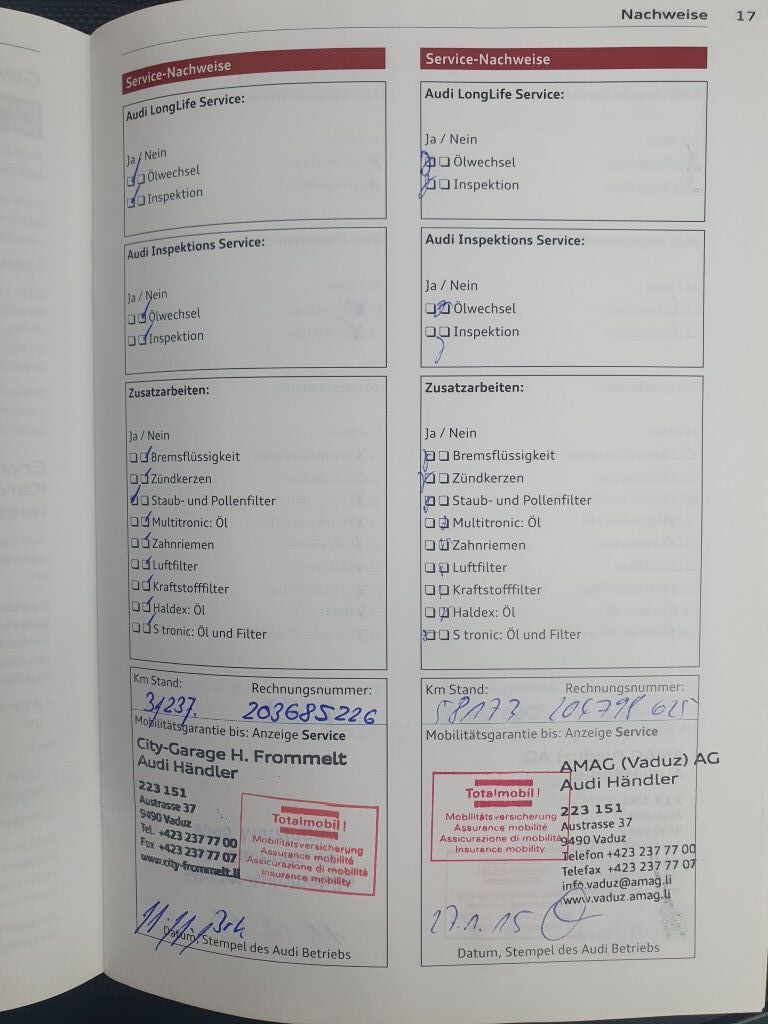 Nachweise 17
Service-Nachweise
Audi LongLife Service:
Ja / Nein
Ölwechsel
Inspektion
Audi Inspektions Service:
Ja / Nein
Ölwechsel
Inspektion
Zusatzarbeiten:
Ja / Nein
Bremsflüssigkeit
Zündkerzen
Staub- und Pollenfilter
Multitronic: Öl
Zahnriemen
Luftfilter
Kraftstofffilter
Haldex: Öl
S tronic: Öl und Filter
Km Stand: Rechnungsnummer:
31237. 203685226
Mobilitätsgarantie bis: Anzeige Service
City-Garage H. Frommelt
Audi Händler
223 151
Austrasse 37
9490 Vaduz
Tel. +423 237 77 00
Fax +423 237 77 07
www.city-frommelt.li
Totalmobil!
Mobilitätsversicherung
Assurance mobilité
Assicurazione di mobilità
Insurance mobility
Datum, Stempel des Audi Betriebs
Service-Nachweise
Audi LongLife Service:
Ja / Nein
Ölwechsel
Inspektion
Audi Inspektions Service:
Ja / Nein
Ölwechsel
Inspektion
Zusatzarbeiten:
Ja / Nein
Bremsflüssigkeit
Zündkerzen
Staub- und Pollenfilter
Multitronic: Öl
Zahnriemen
Luftfilter
Kraftstofffilter
Haldex: Öl
S tronic: Öl und Filter
Km Stand: Rechnungsnummer:
58173
Mobilitätsgarantie bis: Anzeige Service
AMAG (Vaduz) AG
Audi Händler
223 151
Austrasse 37
9490 Vaduz
Telefon +423 237 77 00
Telefax +423 237 77 07
info.vaduz@amag.li
www.vaduz.amag.li
Totalmobil!
Mobilitätsversicherung
Assurance mobilité
Assicurazione di mobilità
Insurance mobility
27.1.15
Datum, Stempel des Audi Betriebs